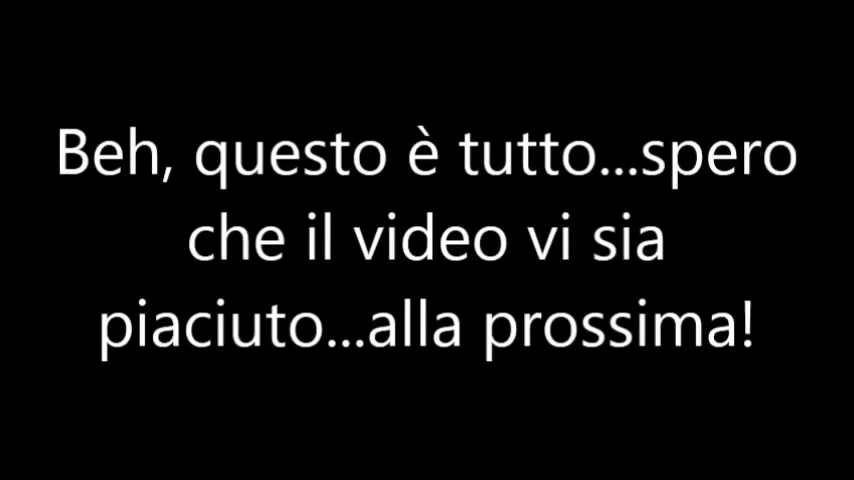 Beh, questo è tutto...spero
che il video vi sia
piaciuto...alla prossima!